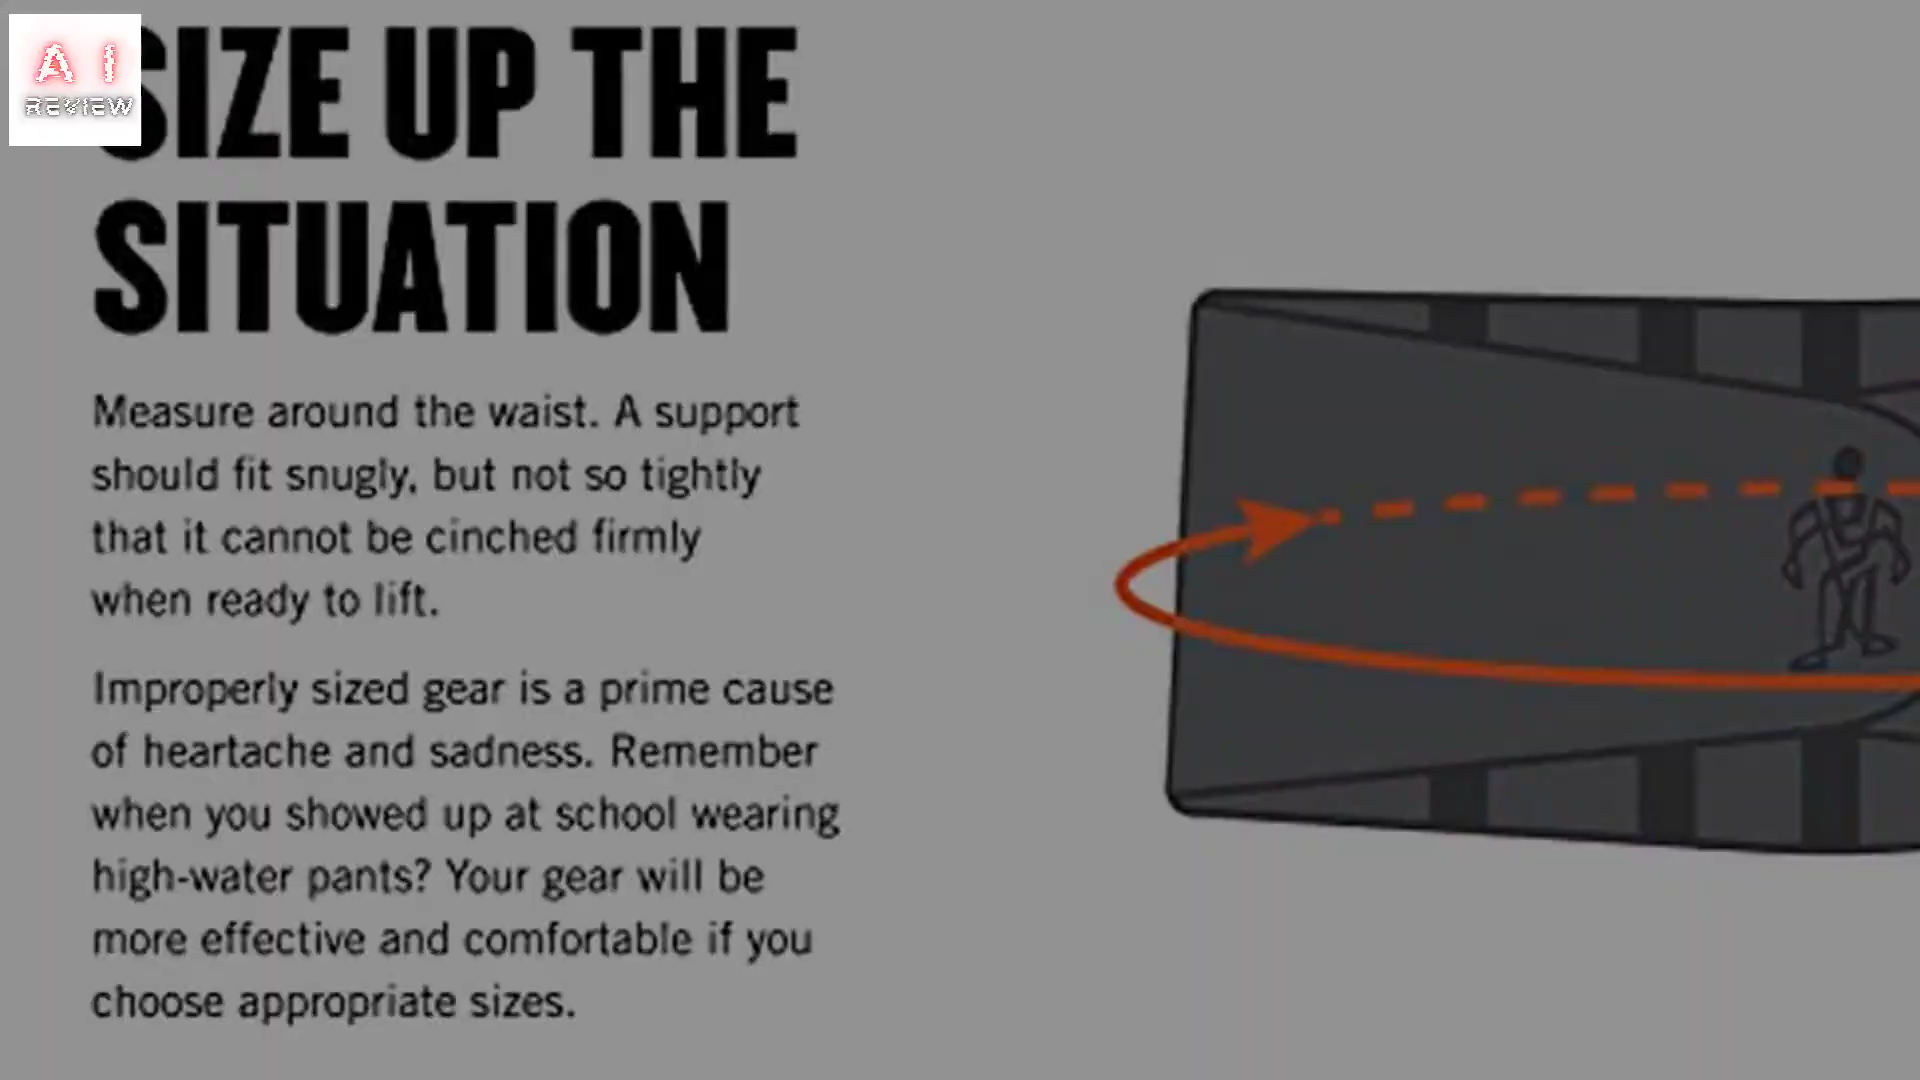 A I
REVIEW
SIZE UP THE
SITUATION
Measure around the waist. A support
should fit snugly, but not so tightly
that it cannot be cinched firmly
when ready to lift.
Improperly sized gear is a prime cause
of heartache and sadness. Remember
when you showed up at school wearing
high-water pants? Your gear will be
more effective and comfortable if you
choose appropriate sizes.